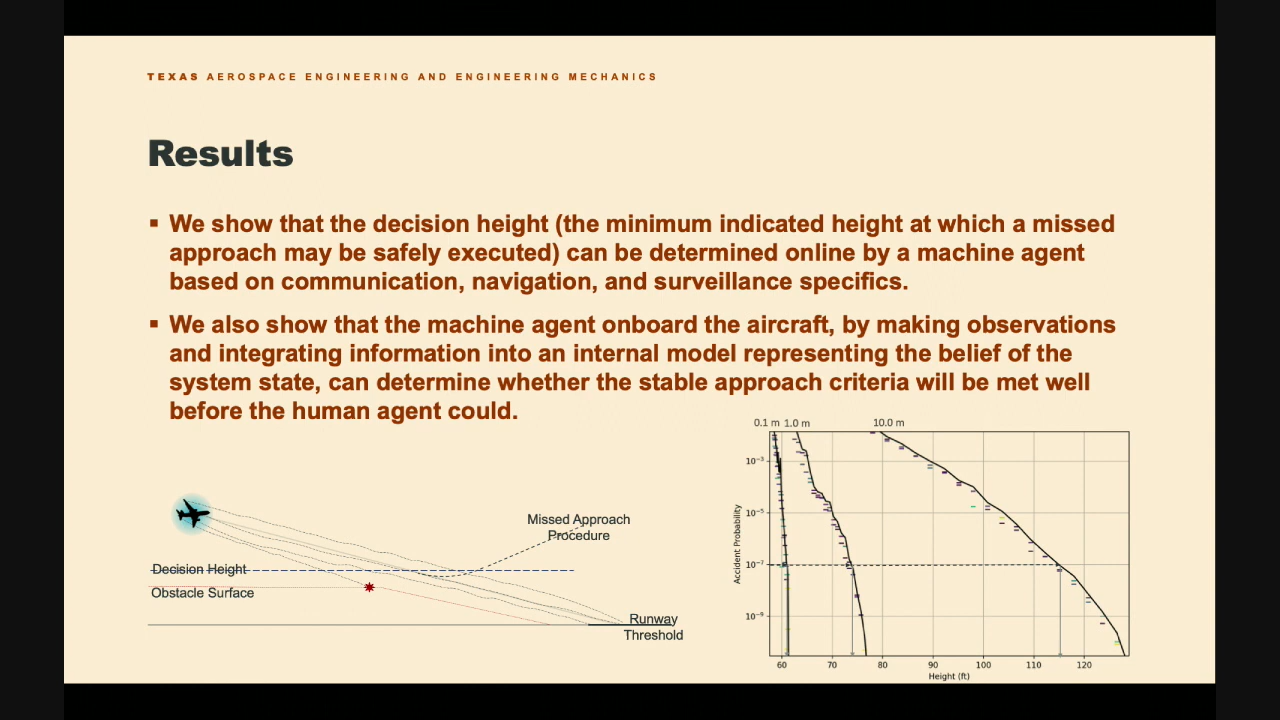 TEXAS AEROSPACE ENGINEERING AND ENGINEERING MECHANICS
Results
▪ We show that the decision height (the minimum indicated height at which a missed
approach may be safely executed) can be determined online by a machine agent
based on communication, navigation, and surveillance specifics.
▪ We also show that the machine agent onboard the aircraft, by making observations
and integrating information into an internal model representing the belief of the
system state, can determine whether the stable approach criteria will be met well
before the human agent could.
Missed Approach
Procedure
Decision Height
Obstacle Surface
Runway
Threshold
0.1 m 1.0 m 10.0 m
10⁻³
10⁻⁵
10⁻⁷
10⁻⁹
Accident Probability
60 70 80 90 100 110 120
Height (ft)